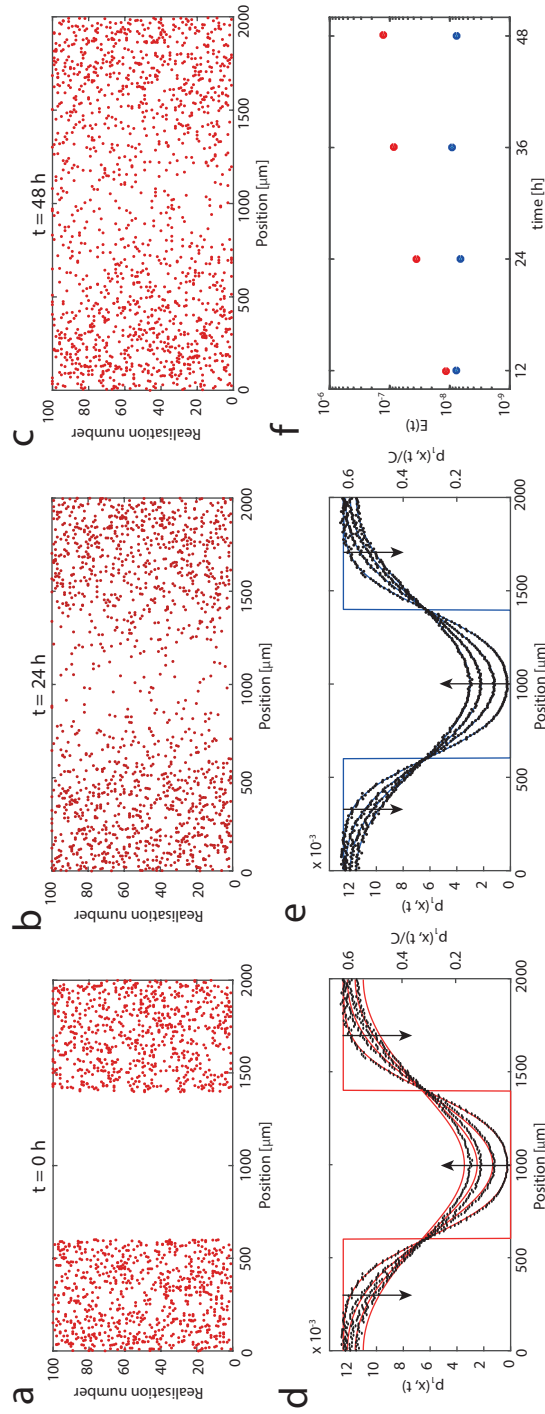 a
t = 0 h
Realisation number
100
80
60
40
20
0
0
500
1000
1500
2000
Position [μm]
b
t = 24 h
Realisation number
100
80
60
40
20
0
0
500
1000
1500
2000
Position [μm]
c
t = 48 h
Realisation number
100
80
60
40
20
0
0
500
1000
1500
2000
Position [μm]
d
x 10⁻³
p₁(x, t)
12
10
8
6
4
2
0
0.6
0.4
0.2
p₁(x, t)/C
0
500
1000
1500
2000
Position [μm]
e
x 10⁻³
p₁(x, t)
12
10
8
6
4
2
0
0.6
0.4
0.2
p₁(x, t)/C
0
500
1000
1500
2000
Position [μm]
f
E(t)
10⁻⁶
10⁻⁷
10⁻⁸
10⁻⁹
12
24
36
48
time [h]